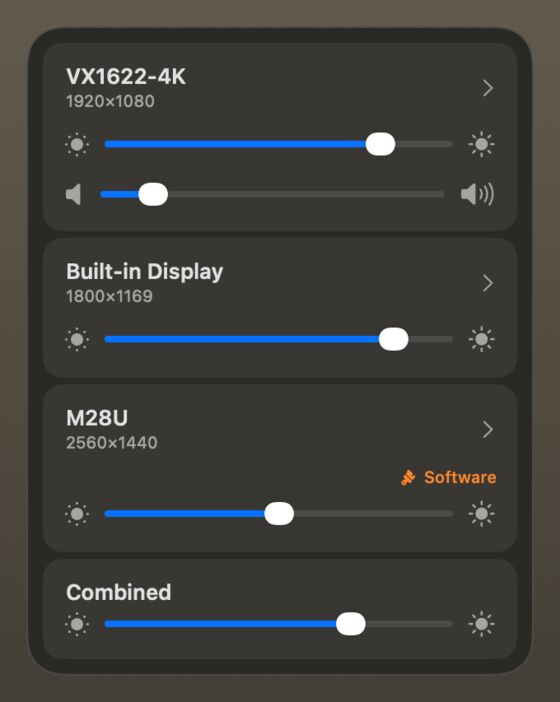 VX1622-4K
1920×1080
Built-in Display
1800×1169
M28U
2560×1440
Software
Combined